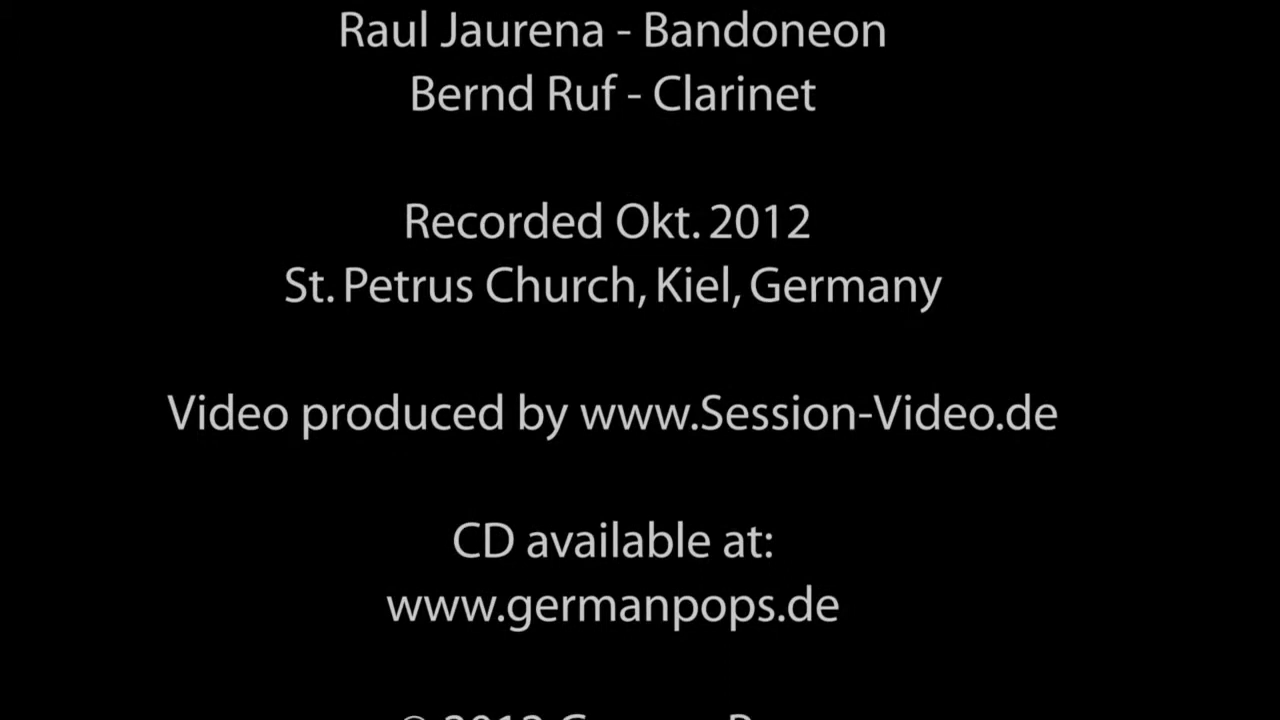 Raul Jaurena - Bandoneon
Bernd Ruf - Clarinet
Recorded Okt. 2012
St. Petrus Church, Kiel, Germany
Video produced by www.Session-Video.de
CD available at:
www.germanpops.de